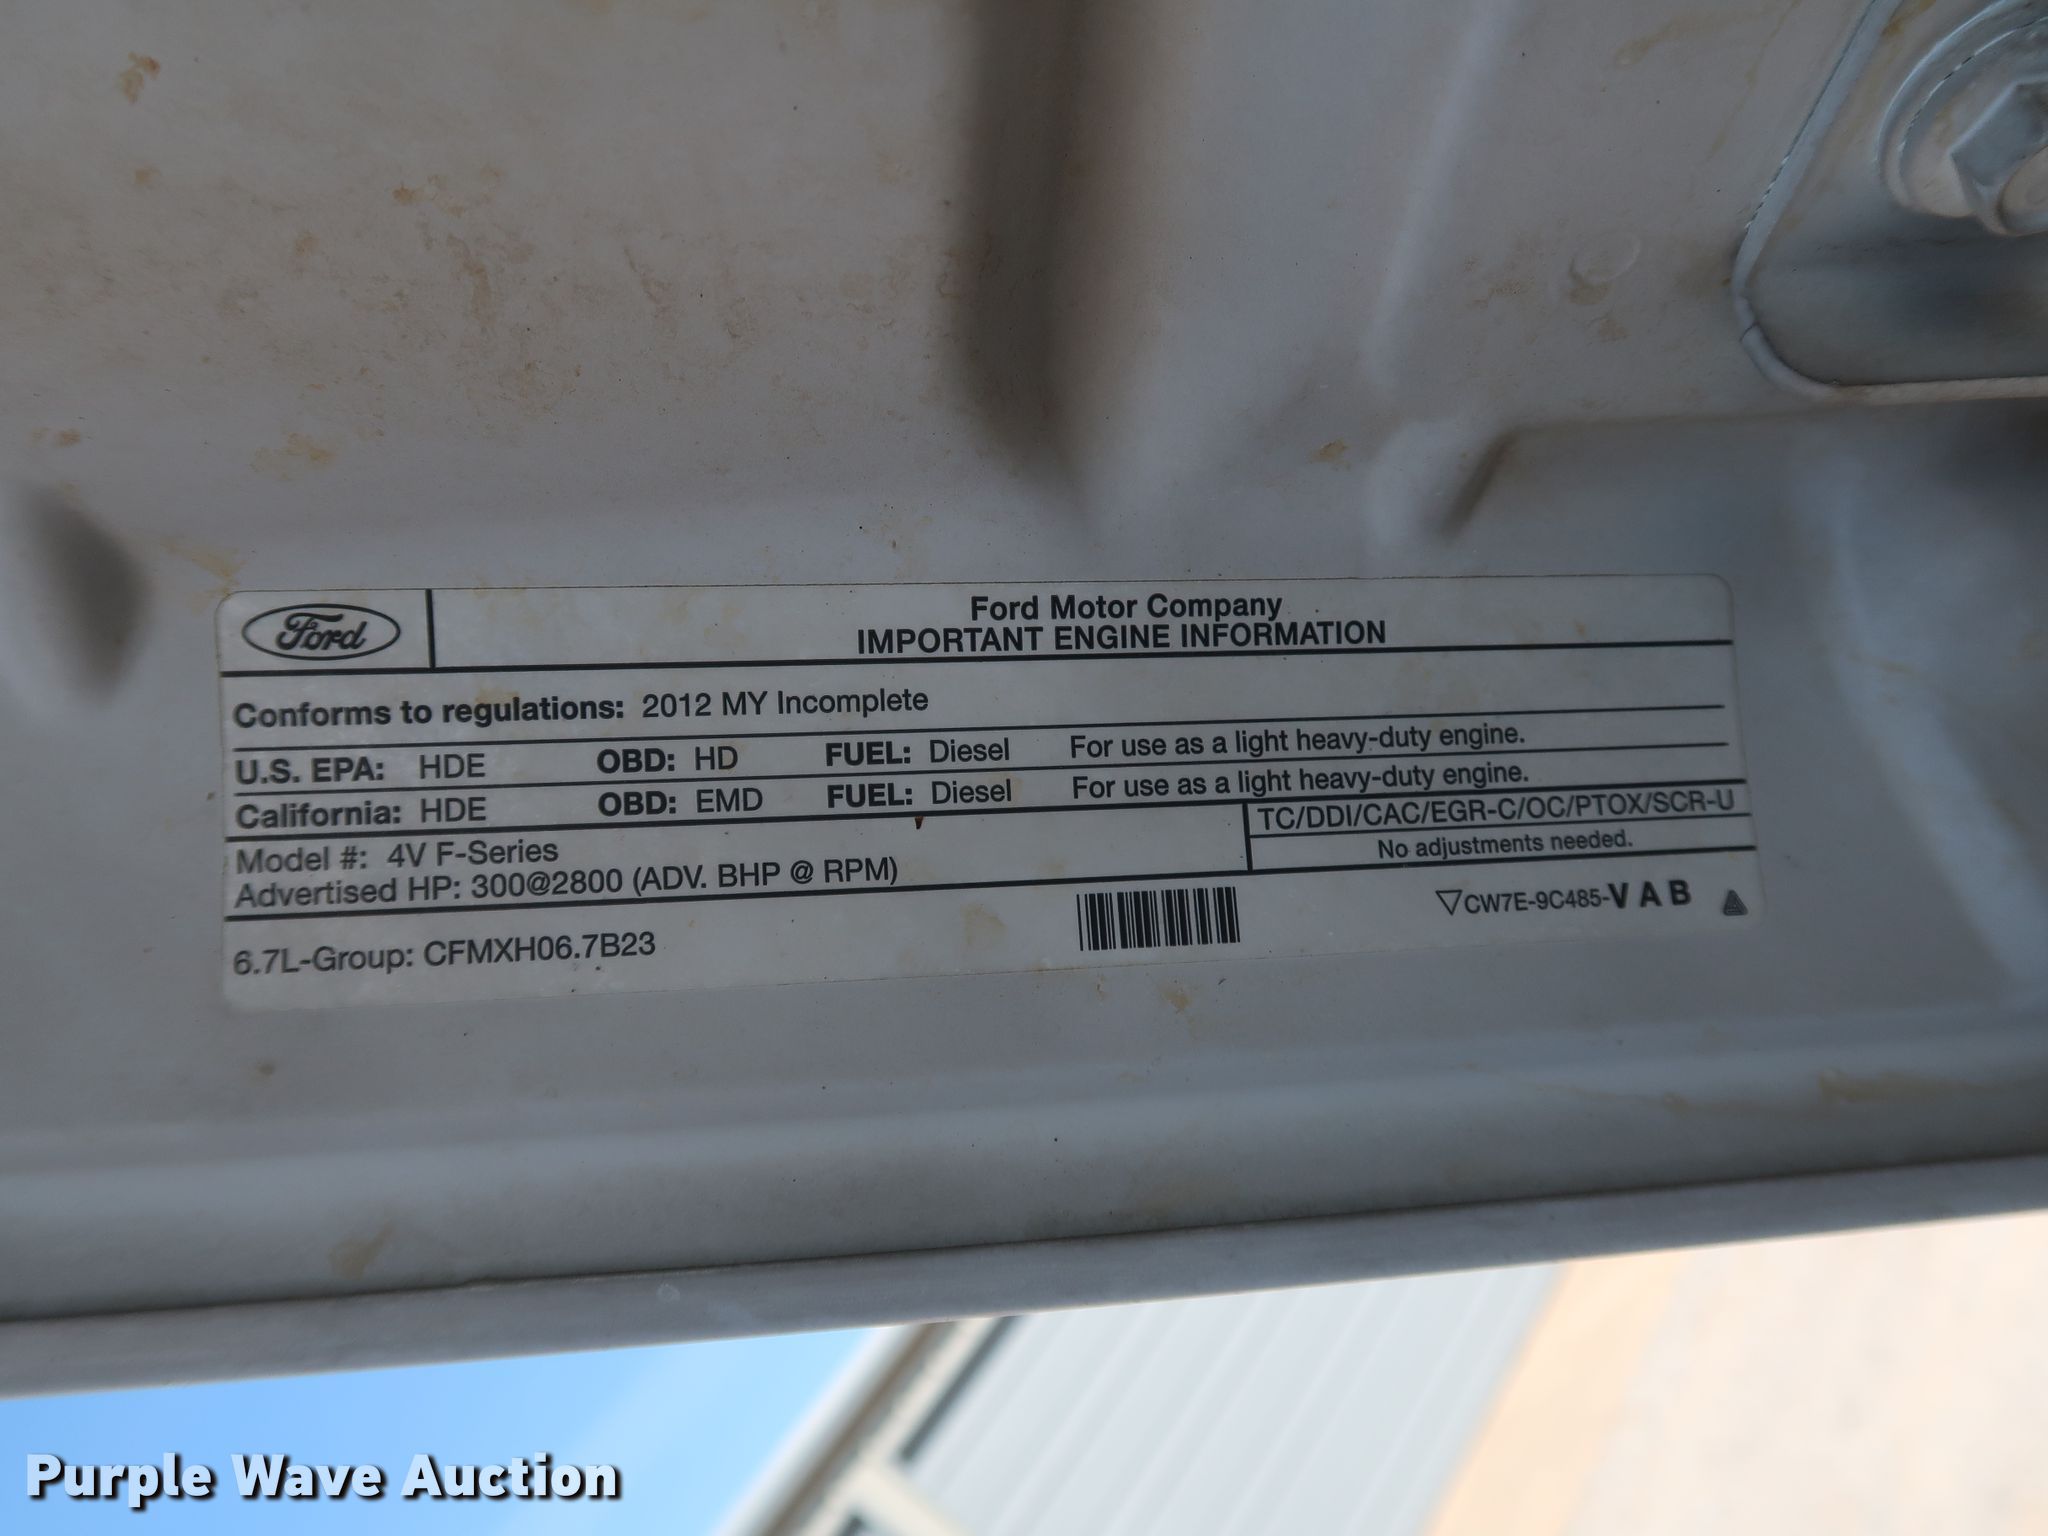 Ford
Ford Motor Company
IMPORTANT ENGINE INFORMATION
Conforms to regulations: 2012 MY Incomplete
U.S. EPA: HDE OBD: HD FUEL: Diesel For use as a light heavy-duty engine.
California: HDE OBD: EMD FUEL: Diesel For use as a light heavy-duty engine.
TC/DDI/CAC/EGR-C/OC/PTOX/SCR-U
No adjustments needed.
Model #: 4V F-Series
Advertised HP: 300@2800 (ADV. BHP @ RPM)
6.7L-Group: CFMXH06.7B23
CW7E-9C485-V A B
Purple Wave Auction